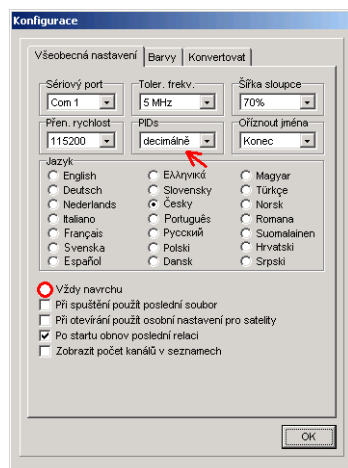 Konfigurace
Všeobecná nastavení Barvy Konvertovat
Sériový port Toler. frekv. Šířka sloupce
Com 1 5 MHz 70%
Přen. rychlost PIDs Oříznout jména
115200 decimálně Konec
Jazyk
English Ελληνικά Magyar
Deutsch Slovensky Türkçe
Nederlands Česky Norsk
Italiano Português Romana
Français Русский Suomalainen
Svenska Polski Hrvatski
Español Dansk Srpski
Vždy navrchu
Při spuštění použít poslední soubor
Při otevírání použít osobní nastavení pro satelity
Po startu obnov poslední relaci
Zobrazit počet kanálů v seznamech
OK